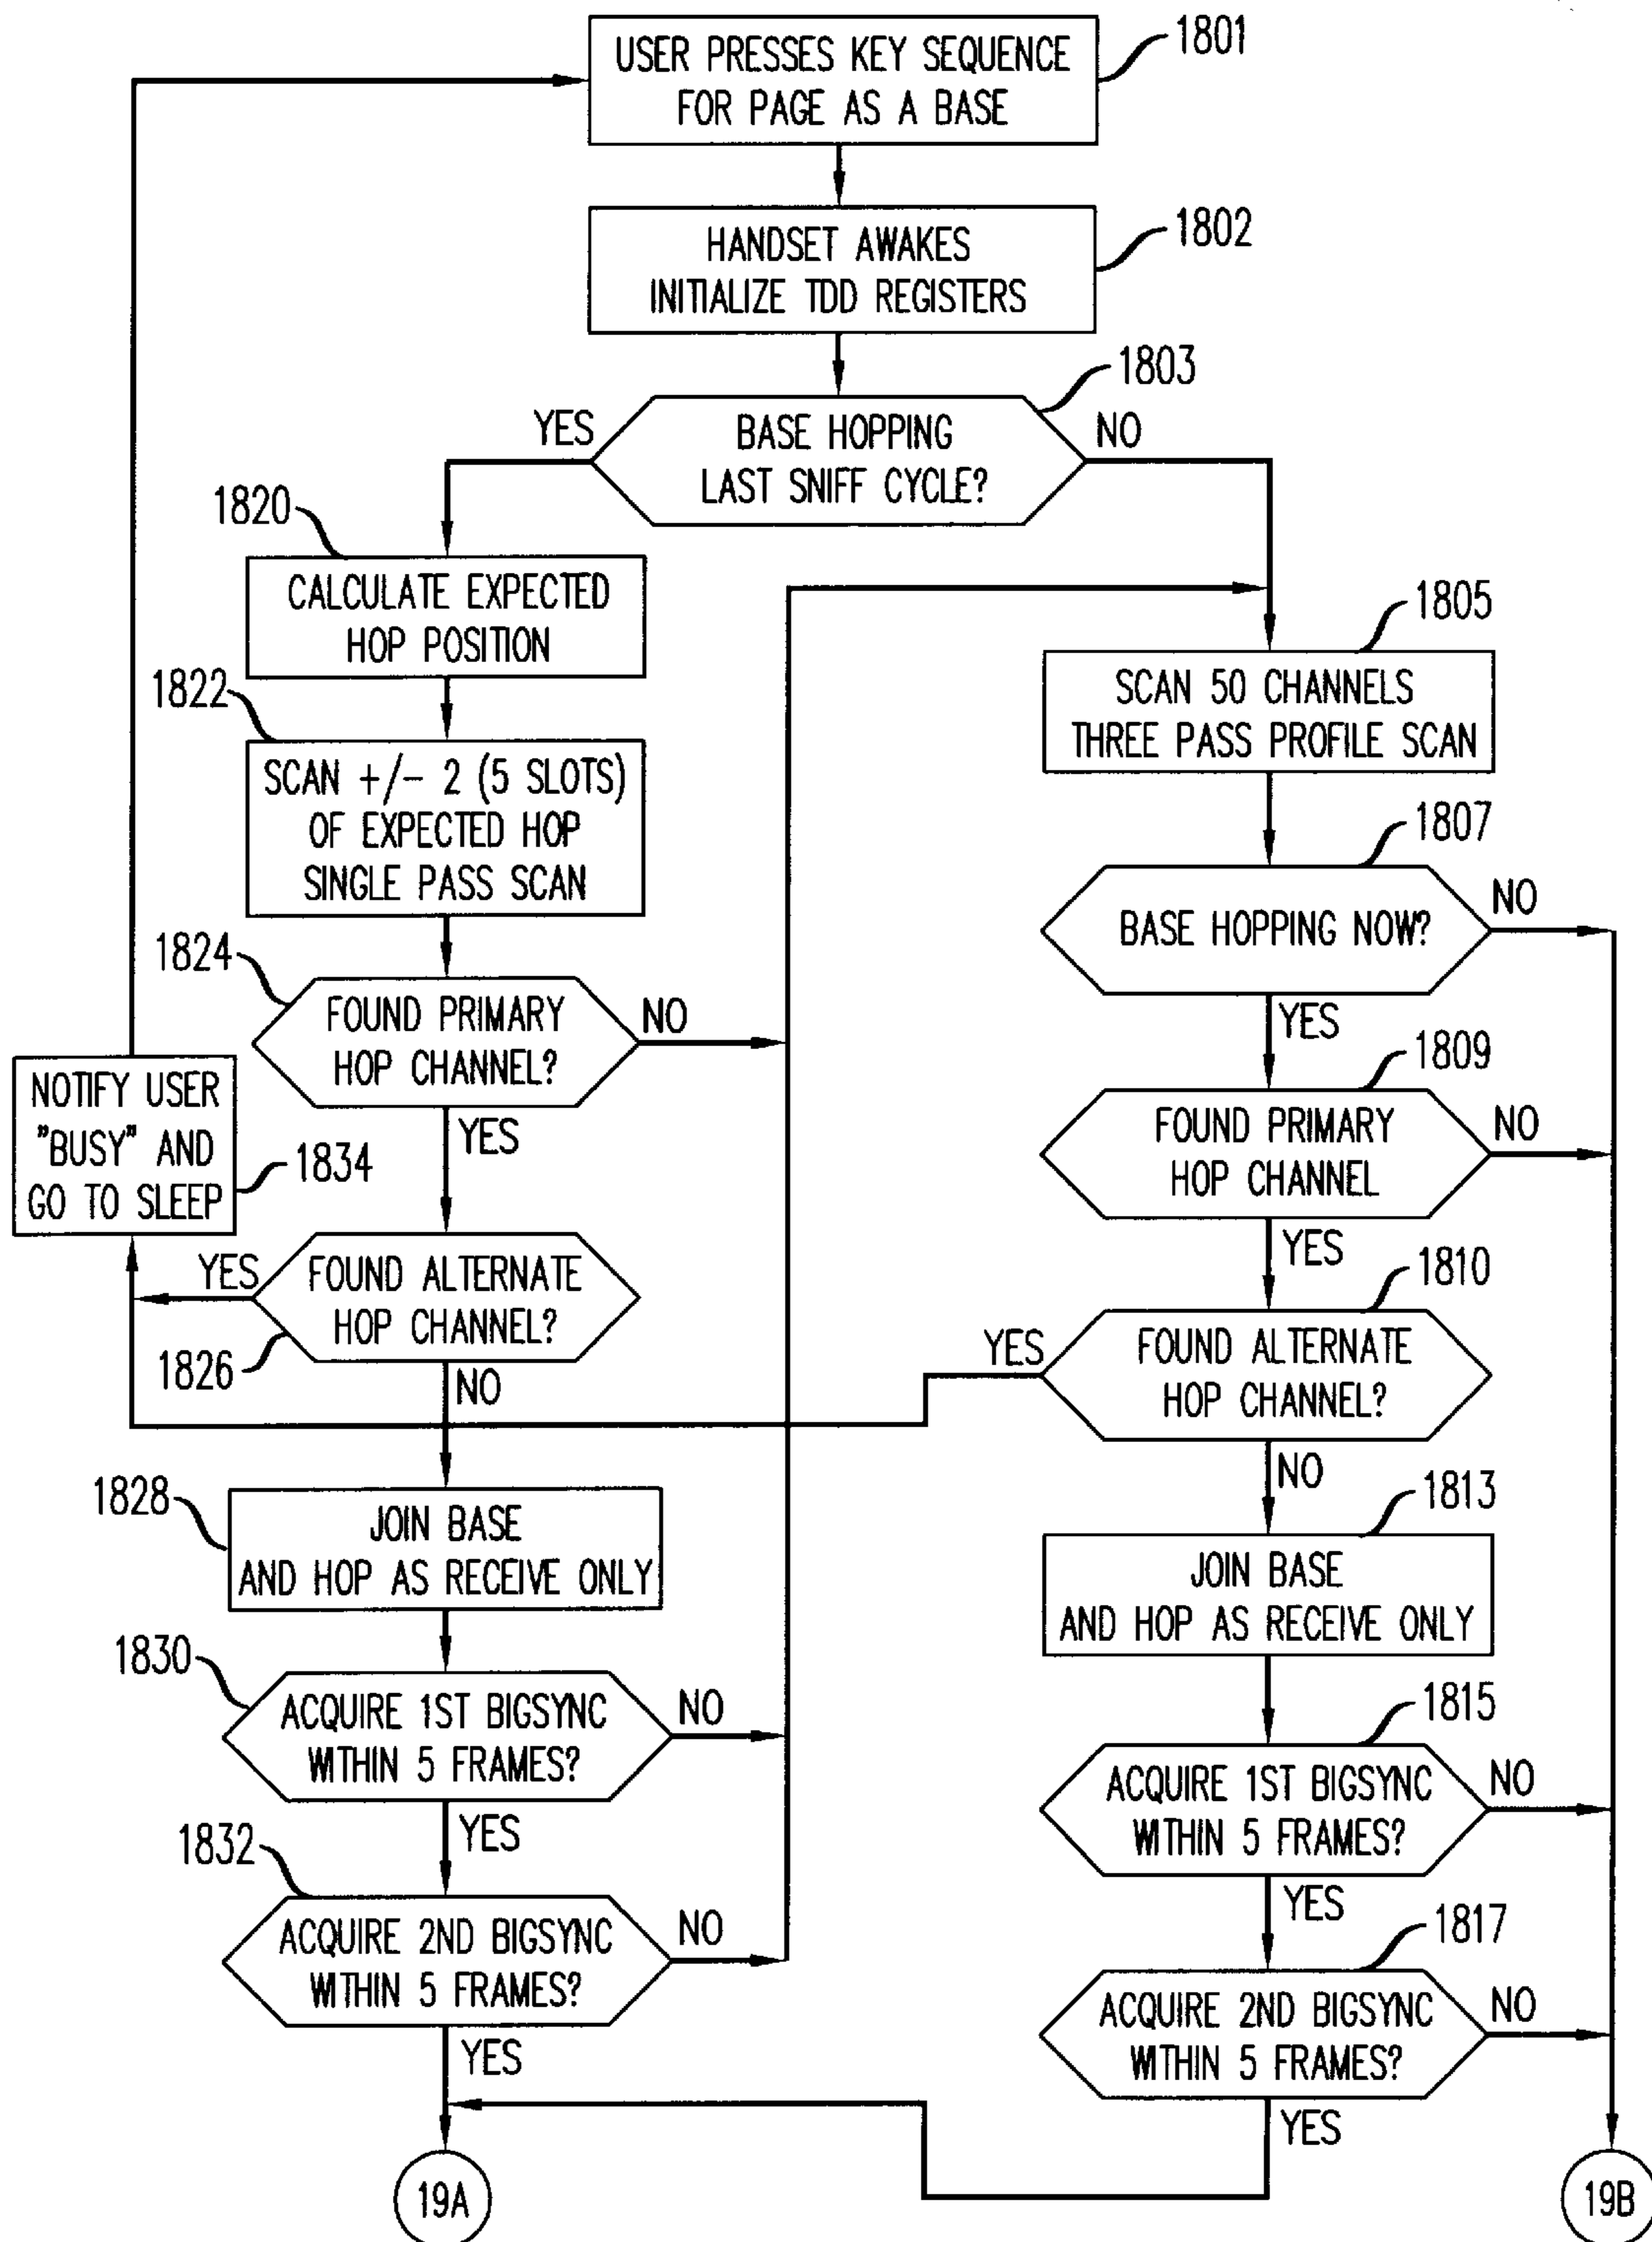 USER PRESSES KEY SEQUENCE
FOR PAGE AS A BASE
1801
HANDSET AWAKES
INITIALIZE TDD REGISTERS
1802
BASE HOPPING
LAST SNIFF CYCLE?
1803
YES
NO
1820
CALCULATE EXPECTED
HOP POSITION
1822
SCAN +/- 2 (5 SLOTS)
OF EXPECTED HOP
SINGLE PASS SCAN
1824
FOUND PRIMARY
HOP CHANNEL?
NO
YES
NOTIFY USER
"BUSY" AND
GO TO SLEEP
1834
YES
FOUND ALTERNATE
HOP CHANNEL?
1826
NO
1828
JOIN BASE
AND HOP AS RECEIVE ONLY
1830
ACQUIRE 1ST BIGSYNC
WITHIN 5 FRAMES?
NO
YES
1832
ACQUIRE 2ND BIGSYNC
WITHIN 5 FRAMES?
NO
YES
19A
1805
SCAN 50 CHANNELS
THREE PASS PROFILE SCAN
1807
BASE HOPPING NOW?
NO
YES
1809
FOUND PRIMARY
HOP CHANNEL
NO
YES
1810
YES
FOUND ALTERNATE
HOP CHANNEL?
NO
1813
JOIN BASE
AND HOP AS RECEIVE ONLY
1815
ACQUIRE 1ST BIGSYNC
WITHIN 5 FRAMES?
NO
YES
1817
ACQUIRE 2ND BIGSYNC
WITHIN 5 FRAMES?
NO
YES
19B